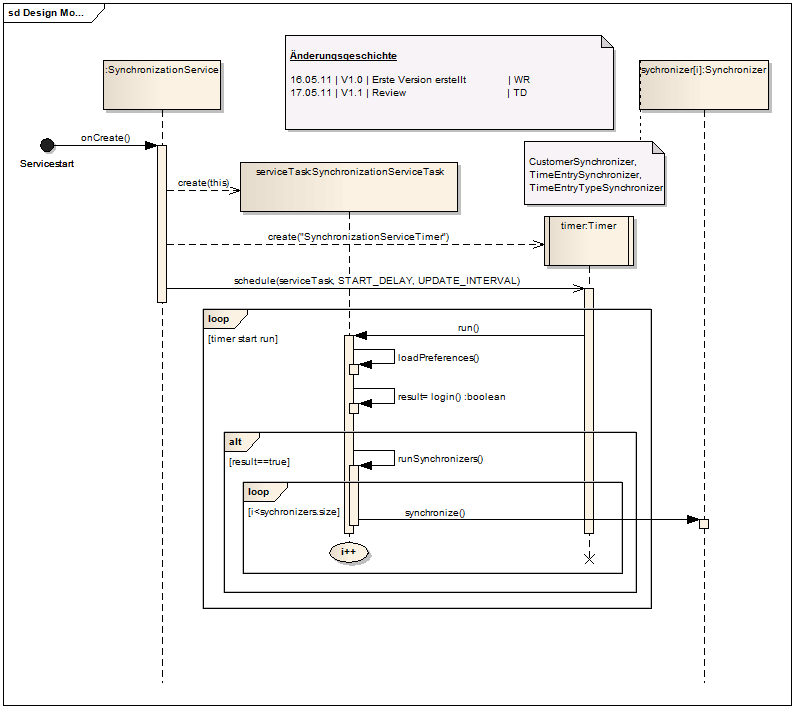 sd Design Mo...
Änderungsgeschichte
16.05.11 | V1.0 | Erste Version erstellt | WR
17.05.11 | V1.1 | Review | TD
:SynchronizationService
sychronizer[i]:Synchronizer
onCreate()
Servicestart
CustomerSynchronizer,
TimeEntrySynchronizer,
TimeEntryTypeSynchronizer
serviceTask:SynchronizationServiceTask
create(this)
timer:Timer
create("SynchronizationServiceTimer")
schedule(serviceTask, START_DELAY, UPDATE_INTERVAL)
loop
[timer start run]
run()
loadPreferences()
result= login() :boolean
alt
[result==true]
runSynchronizers()
loop
[i<sychronizers.size]
synchronize()
i++